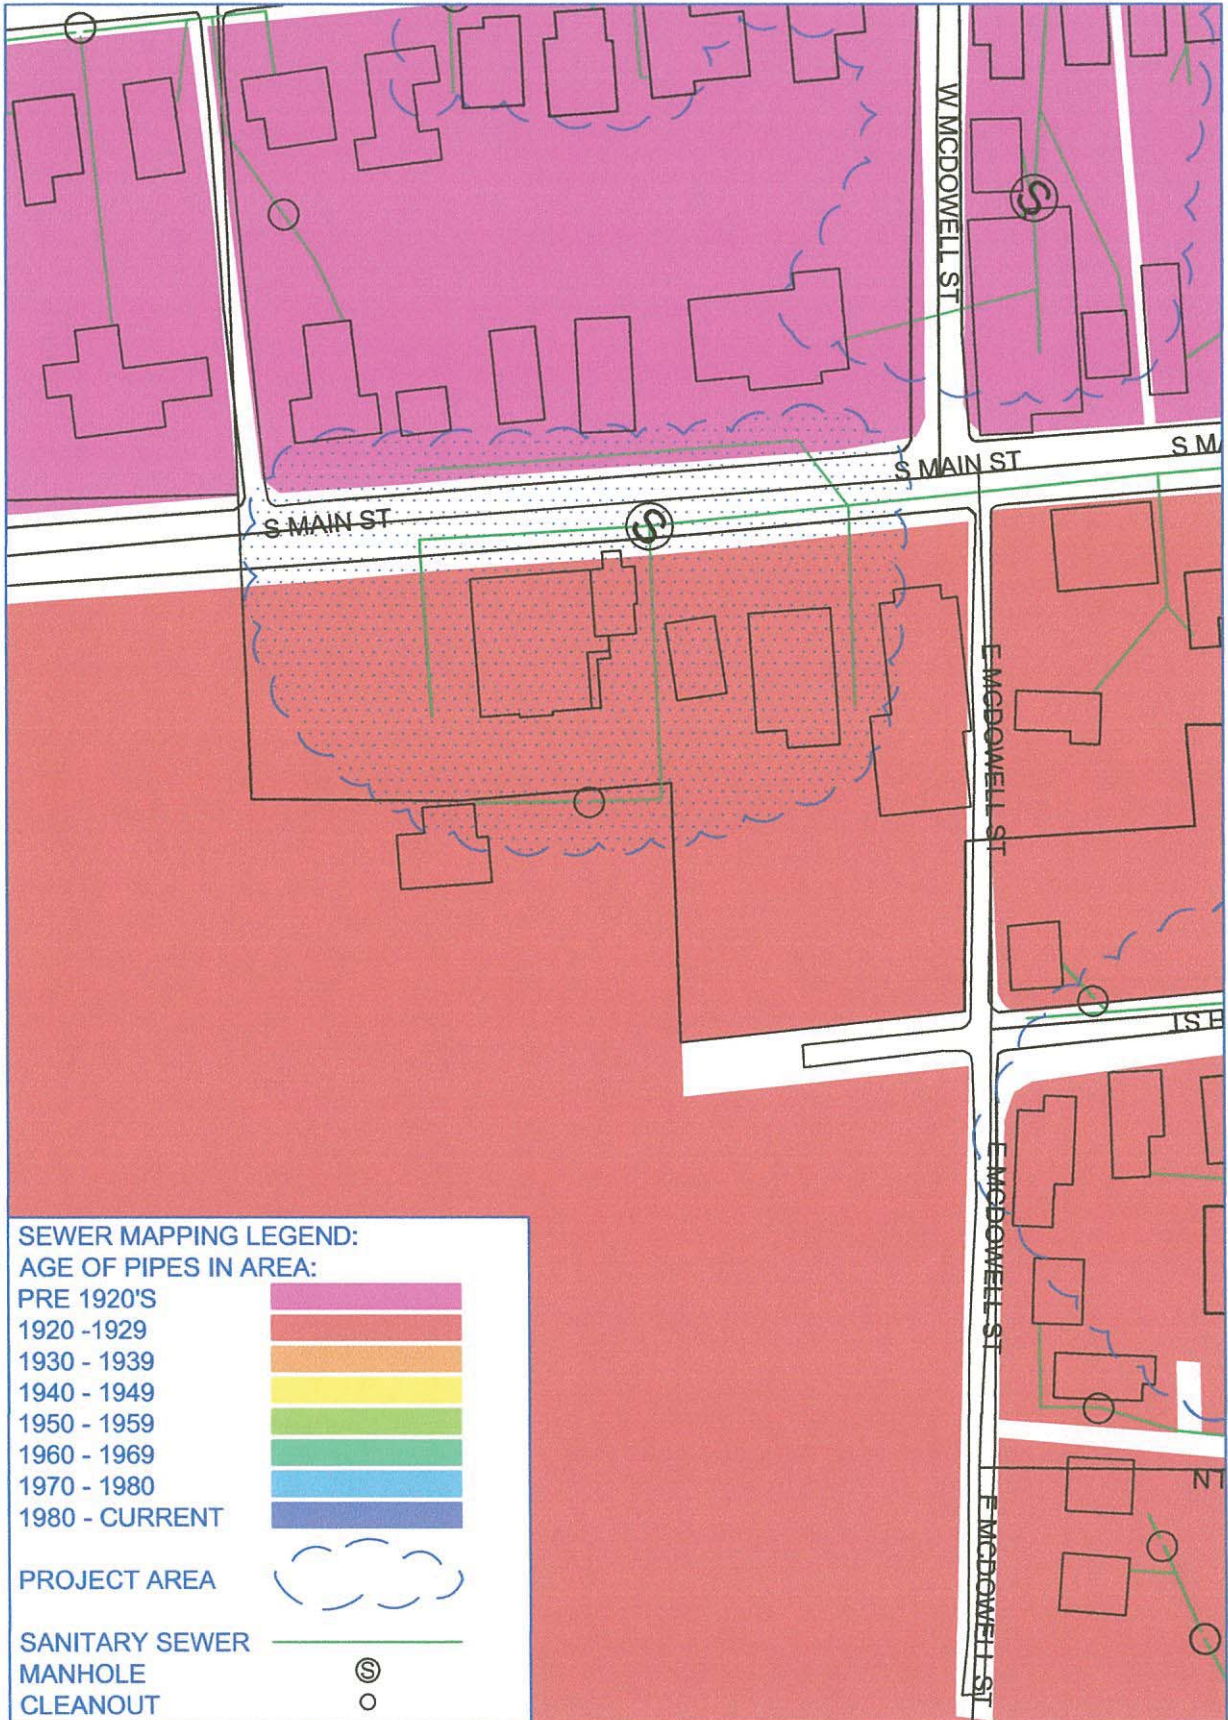 W MCDOWELL ST
S
S MAIN ST
S MA
S MAIN ST
S
E MCDOWELL ST
H ST
E MCDOWELL ST
LN
E MCDOWELL ST
SEWER MAPPING LEGEND:
AGE OF PIPES IN AREA:
PRE 1920'S
1920 -1929
1930 - 1939
1940 - 1949
1950 - 1959
1960 - 1969
1970 - 1980
1980 - CURRENT
PROJECT AREA
SANITARY SEWER
MANHOLE S
CLEANOUT